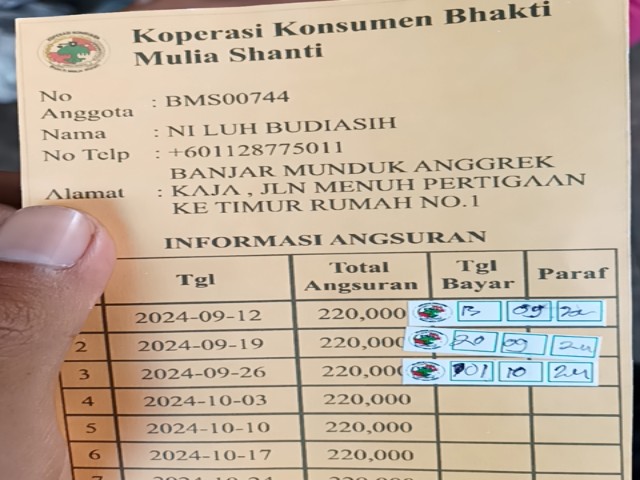 Koperasi Konsumen Bhakti
Mulia Shanti
No
Anggota : BMS00744
Nama : NI LUH BUDIASIH
No Telp : +601128775011
BANJAR MUNDUK ANGGREK
Alamat : KAJA , JLN MENUH PERTIGAAN
KE TIMUR RUMAH NO.1
INFORMASI ANGSURAN
Tgl Total Angsuran Tgl Bayar Paraf
2024-09-12 220,000 13 09 24
2 2024-09-19 220,000 20 09 24
3 2024-09-26 220,000 01 10 24
4 2024-10-03 220,000
5 2024-10-10 220,000
6 2024-10-17 220,000